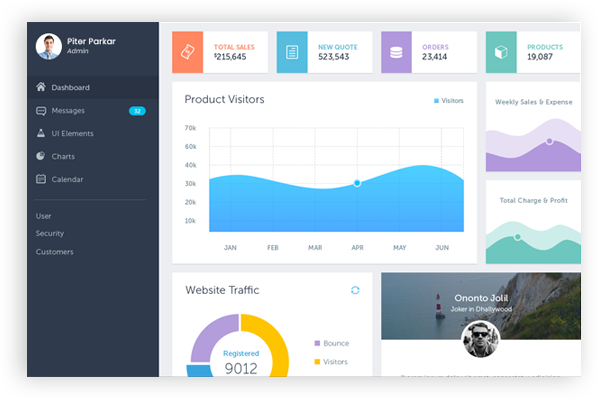 Piter Parkar
Admin
Dashboard
Messages
32
UI Elements
Charts
Calendar
User
Security
Customers
TOTAL SALES
$215,645
NEW QUOTE
523,543
ORDERS
23,414
PRODUCTS
19,087
Product Visitors
Visitors
70k
60k
40k
30k
20k
10k
JAN
FEB
MAR
APR
MAY
JUN
Weekly Sales & Expense
Total Charge & Profit
Website Traffic
Registered
9012
Bounce
Visitors
Ononto Jolil
Joker in Dhallywood